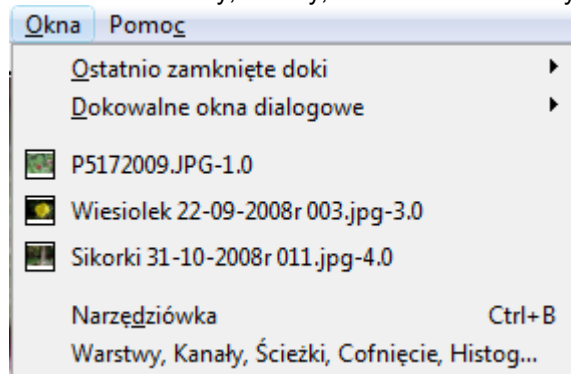 Okna Pomoc
Ostatnio zamknięte doki
Dokowalne okna dialogowe
P5172009.JPG-1.0
Wiesiolek 22-09-2008r 003.jpg-3.0
Sikorki 31-10-2008r 011.jpg-4.0
Narzędziówka Ctrl+B
Warstwy, Kanały, Ścieżki, Cofnięcie, Histog...